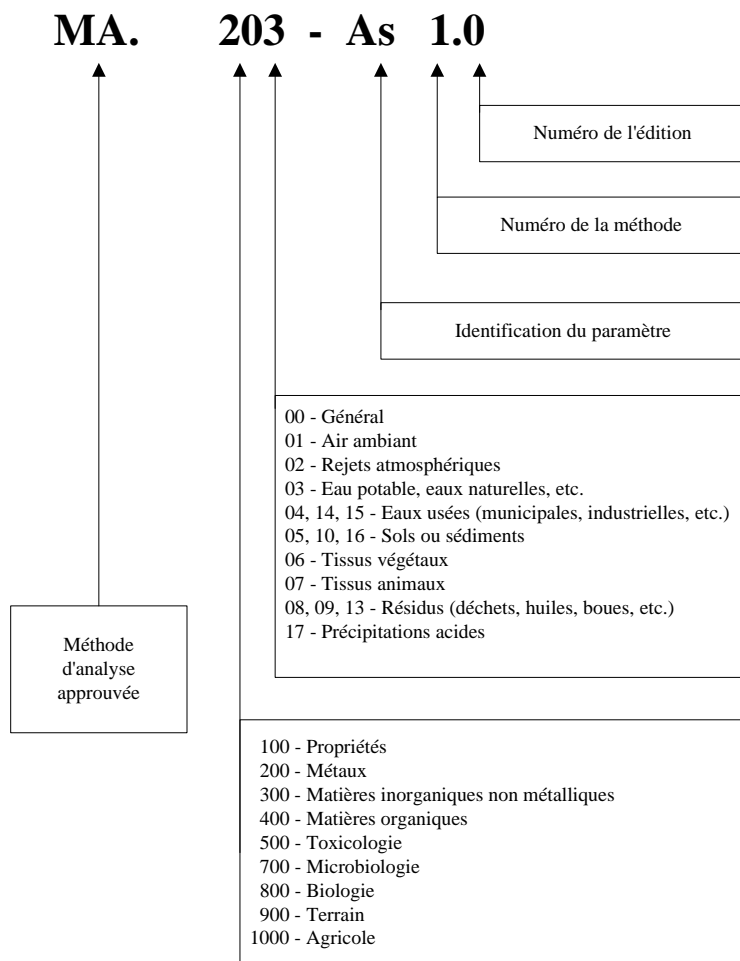 MA. 203 - As 1.0
Numéro de l'édition
Numéro de la méthode
Identification du paramètre
00 - Général
01 - Air ambiant
02 - Rejets atmosphériques
03 - Eau potable, eaux naturelles, etc.
04, 14, 15 - Eaux usées (municipales, industrielles, etc.)
05, 10, 16 - Sols ou sédiments
06 - Tissus végétaux
07 - Tissus animaux
08, 09, 13 - Résidus (déchets, huiles, boues, etc.)
17 - Précipitations acides
Méthode
d'analyse
approuvée
100 - Propriétés
200 - Métaux
300 - Matières inorganiques non métalliques
400 - Matières organiques
500 - Toxicologie
700 - Microbiologie
800 - Biologie
900 - Terrain
1000 - Agricole